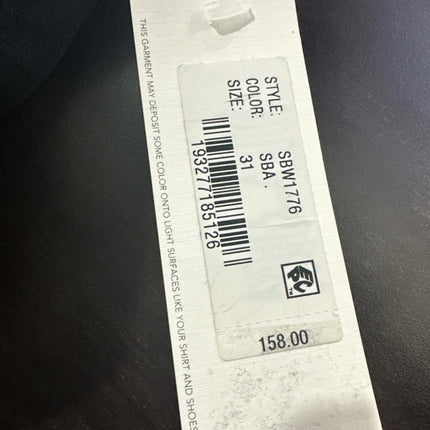 THIS GARMENT MAY DEPOSIT SOME COLOR ONTO LIGHT SURFACES LIKE YOUR SHIRT AND SHOES
STYLE: SBW1776
COLOR: SBA .
SIZE: 31
193277185126
158.00